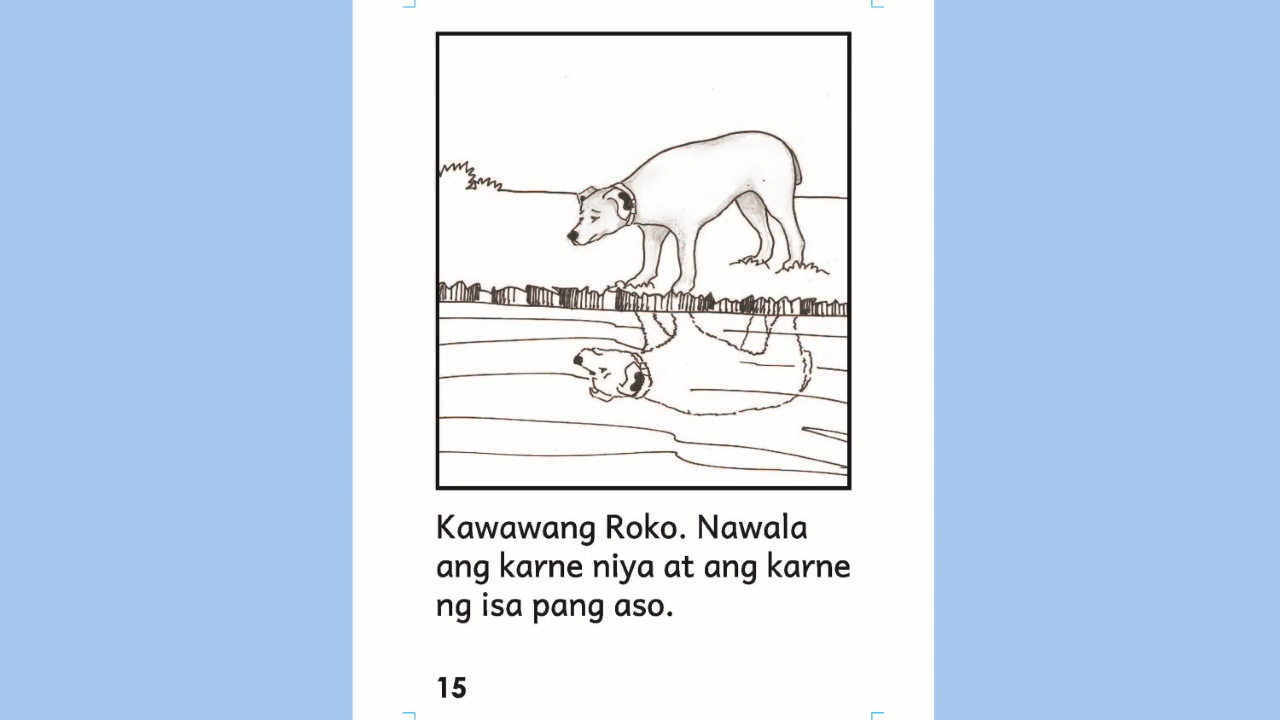 Kawawang Roko. Nawala
ang karne niya at ang karne
ng isa pang aso.
15